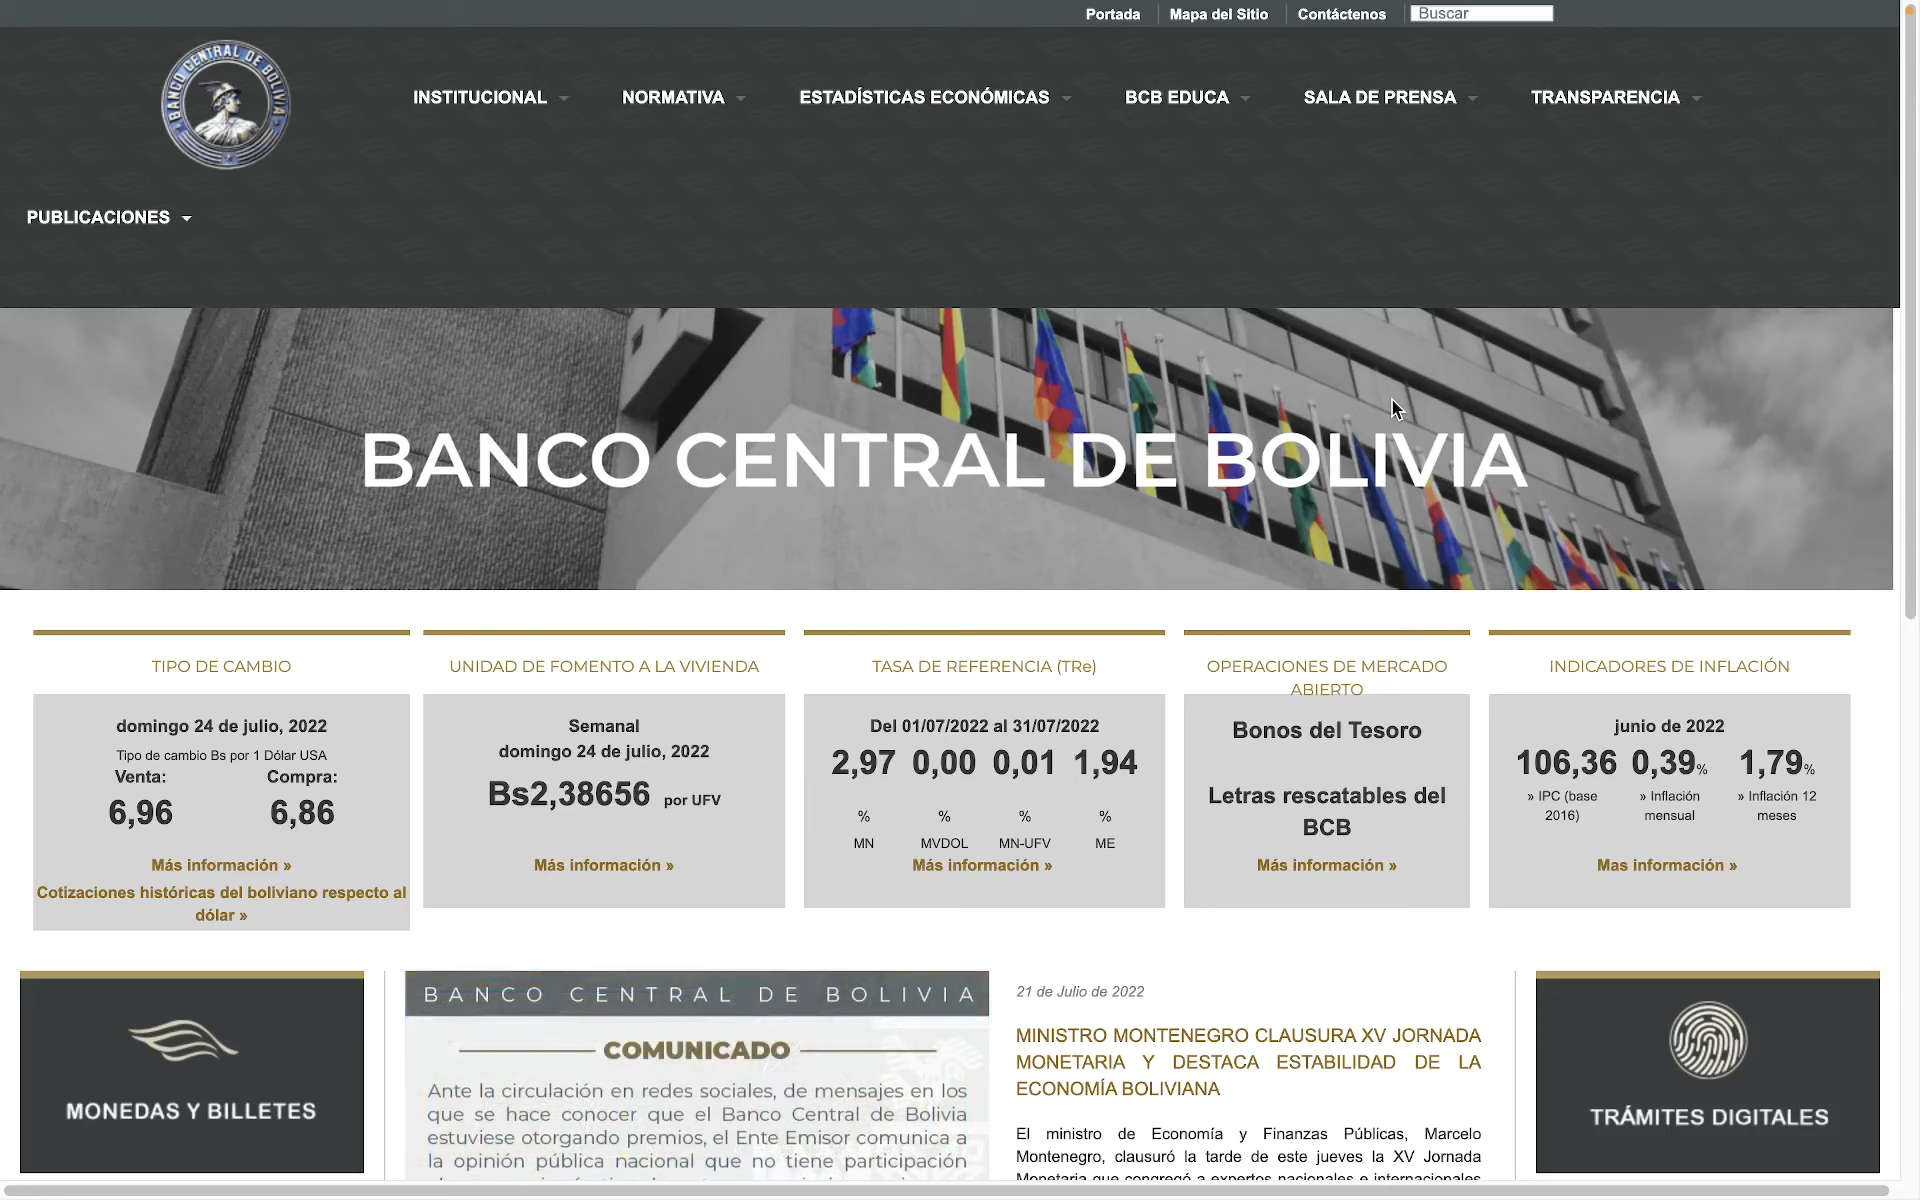 Portada
Mapa del Sitio
Contáctenos
Buscar
BANCO CENTRAL DE BOLIVIA
INSTITUCIONAL
NORMATIVA
ESTADÍSTICAS ECONÓMICAS
BCB EDUCA
SALA DE PRENSA
TRANSPARENCIA
PUBLICACIONES
BANCO CENTRAL DE BOLIVIA
TIPO DE CAMBIO
domingo 24 de julio, 2022
Tipo de cambio Bs por 1 Dólar USA
Venta: Compra:
6,96 6,86
Más información »
Cotizaciones históricas del boliviano respecto al
dólar »
UNIDAD DE FOMENTO A LA VIVIENDA
Semanal
domingo 24 de julio, 2022
Bs2,38656 por UFV
Más información »
TASA DE REFERENCIA (TRe)
Del 01/07/2022 al 31/07/2022
2,97 0,00 0,01 1,94
% % % %
MN MVDOL MN-UFV ME
Más información »
OPERACIONES DE MERCADO
ABIERTO
Bonos del Tesoro
Letras rescatables del
BCB
Más información »
INDICADORES DE INFLACIÓN
junio de 2022
106,36 0,39% 1,79%
» IPC (base » Inflación » Inflación 12
2016) mensual meses
Mas información »
MONEDAS Y BILLETES
BANCO CENTRAL DE BOLIVIA
COMUNICADO
Ante la circulación en redes sociales, de mensajes en los
que se hace conocer que el Banco Central de Bolivia
estuviese otorgando premios, el Ente Emisor comunica a
la opinión pública nacional que no tiene participación
21 de Julio de 2022
MINISTRO MONTENEGRO CLAUSURA XV JORNADA
MONETARIA Y DESTACA ESTABILIDAD DE LA
ECONOMÍA BOLIVIANA
El ministro de Economía y Finanzas Públicas, Marcelo
Montenegro, clausuró la tarde de este jueves la XV Jornada
Monetaria que congregó a expertos nacionales e internacionales
TRÁMITES DIGITALES